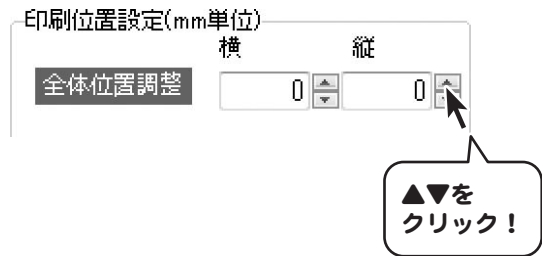 印刷位置設定(mm単位)
横 縦
全体位置調整 0 0
▲▼を
クリック！